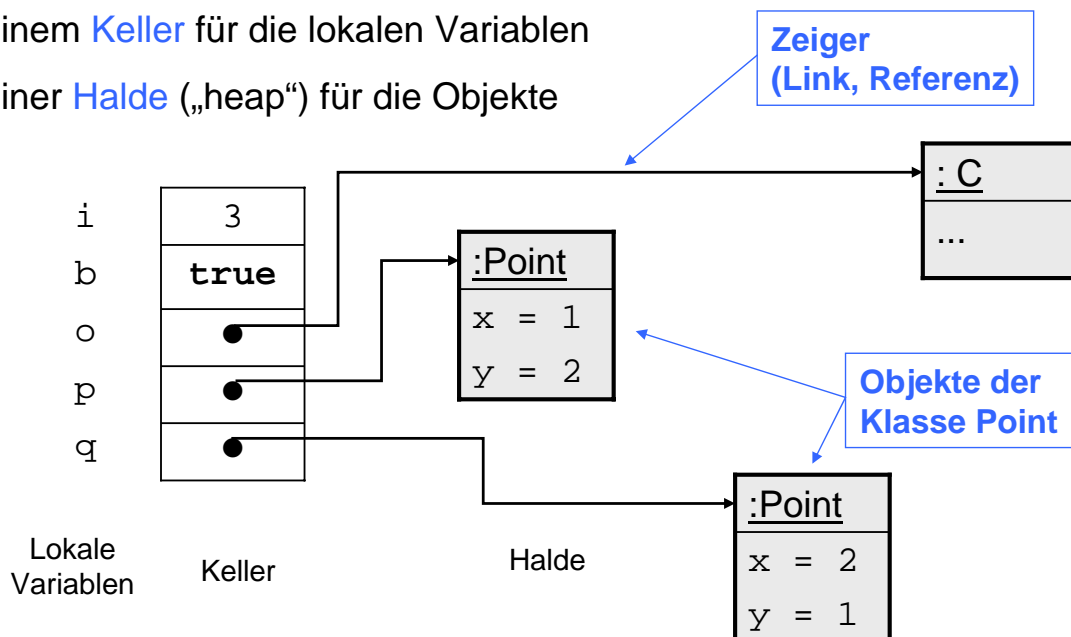 inem Keller für die lokalen Variablen
iner Halde („heap“) für die Objekte
Zeiger
(Link, Referenz)
: C
...
i 3
b true
o
p
q
:Point
x = 1
y = 2
Objekte der
Klasse Point
:Point
x = 2
y = 1
Lokale
Variablen
Keller
Halde